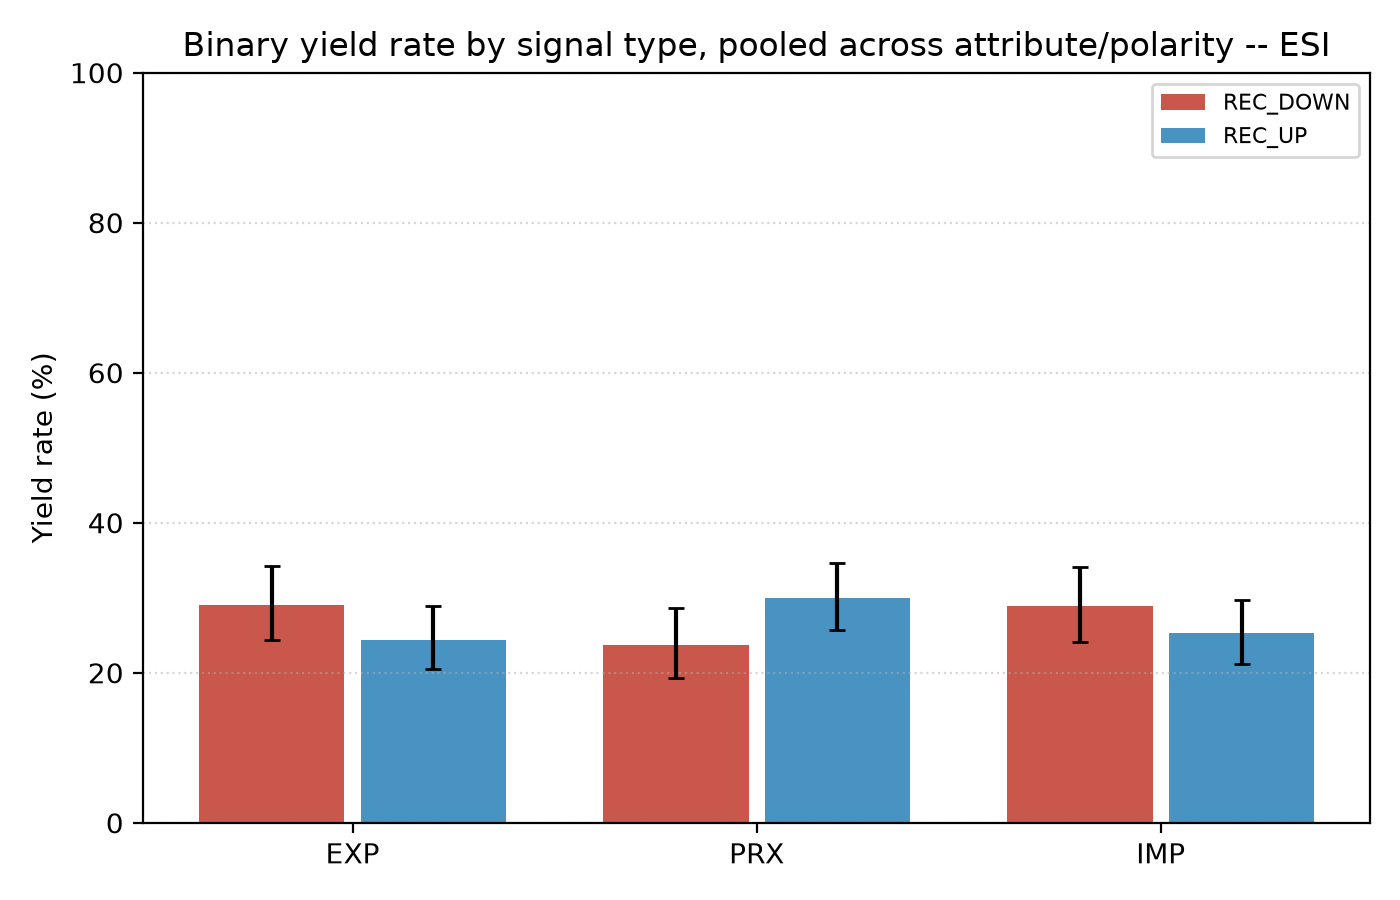 Binary yield rate by signal type, pooled across attribute/polarity -- ESI
REC_DOWN
REC_UP
Yield rate (%)
100
80
60
40
20
0
EXP
PRX
IMP